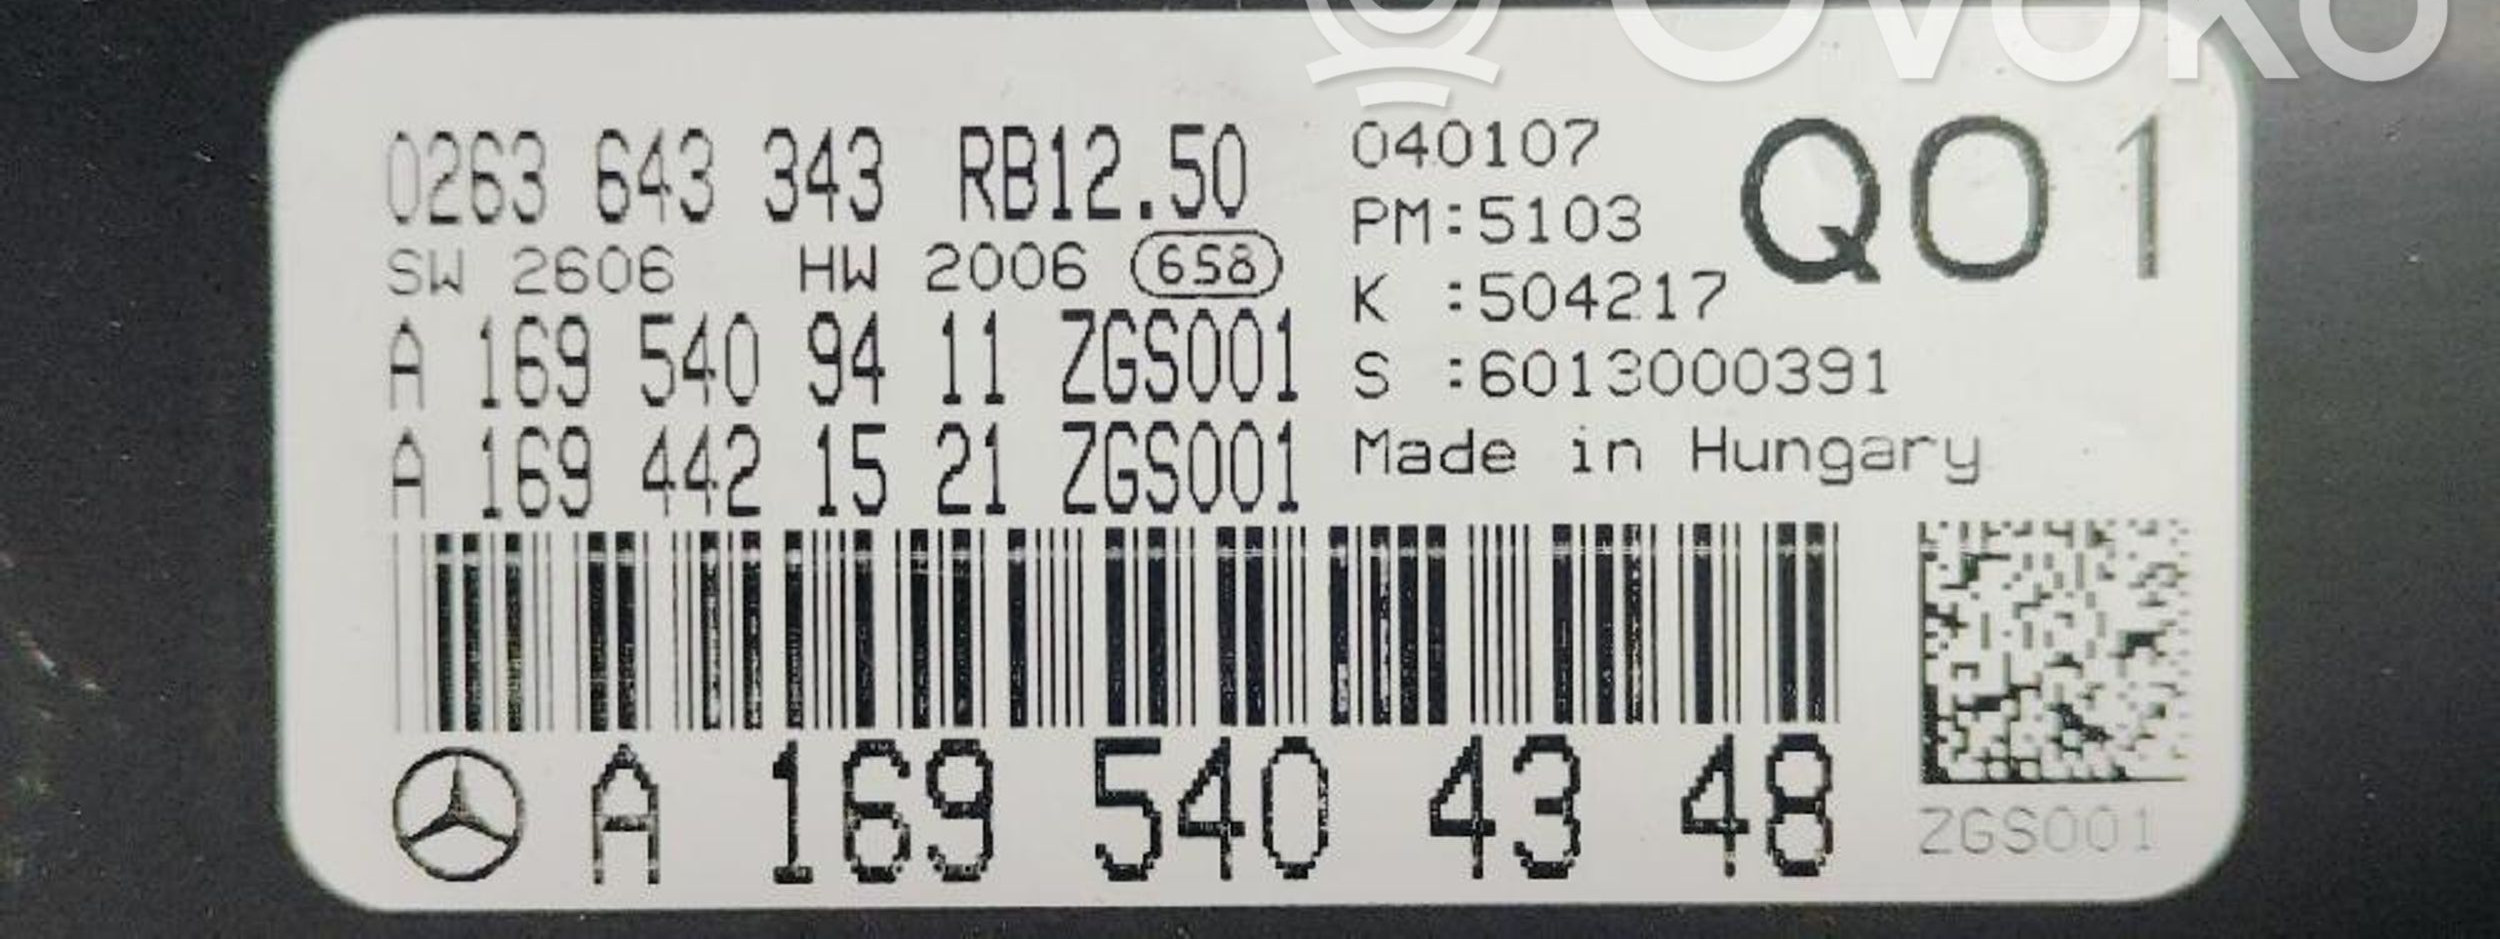 ovoko
0263 643 343 RB12.50
SW 2606 HW 2006 658
A 169 540 94 11 ZGS001
A 169 442 15 21 ZGS001
040107
PM:5103
K :504217
S :6013000391
Made in Hungary
Q01
A 169 540 43 48
ZGS001